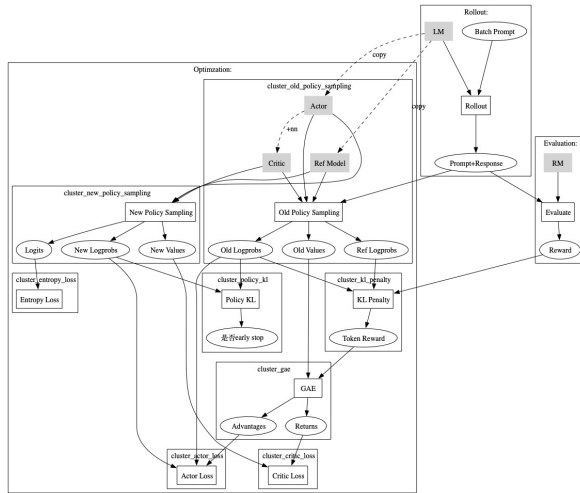 Rollout:
LM
Batch Prompt
Optimzation:
copy
cluster_old_policy_sampling
Actor
copy
Rollout
+nn
Evaluation:
Critic
Ref Model
Prompt+Response
RM
cluster_new_policy_sampling
New Policy Sampling
Old Policy Sampling
Evaluate
Logits
New Logprobs
New Values
Old Logprobs
Old Values
Ref Logprobs
Reward
cluster_entropy_loss
cluster_policy_kl
cluster_kl_penalty
Entropy Loss
Policy KL
KL Penalty
是否early stop
Token Reward
cluster_gae
GAE
Advantages
Returns
cluster_actor_loss
cluster_critic_loss
Actor Loss
Critic Loss